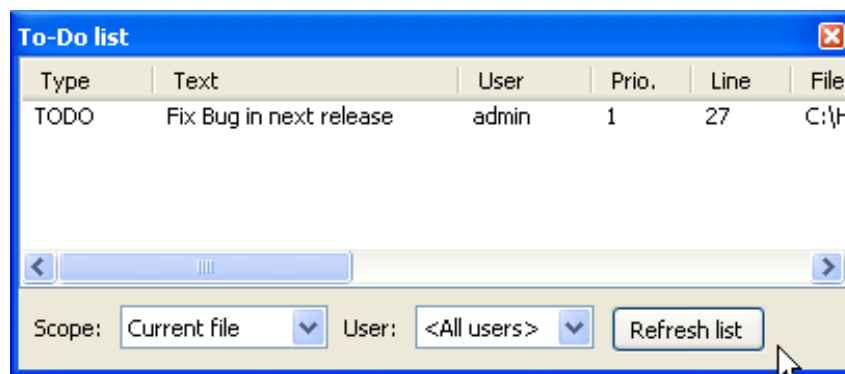 To-Do list
Type Text User Prio. Line File
TODO Fix Bug in next release admin 1 27 C:\H
Scope: Current file User: <All users> Refresh list